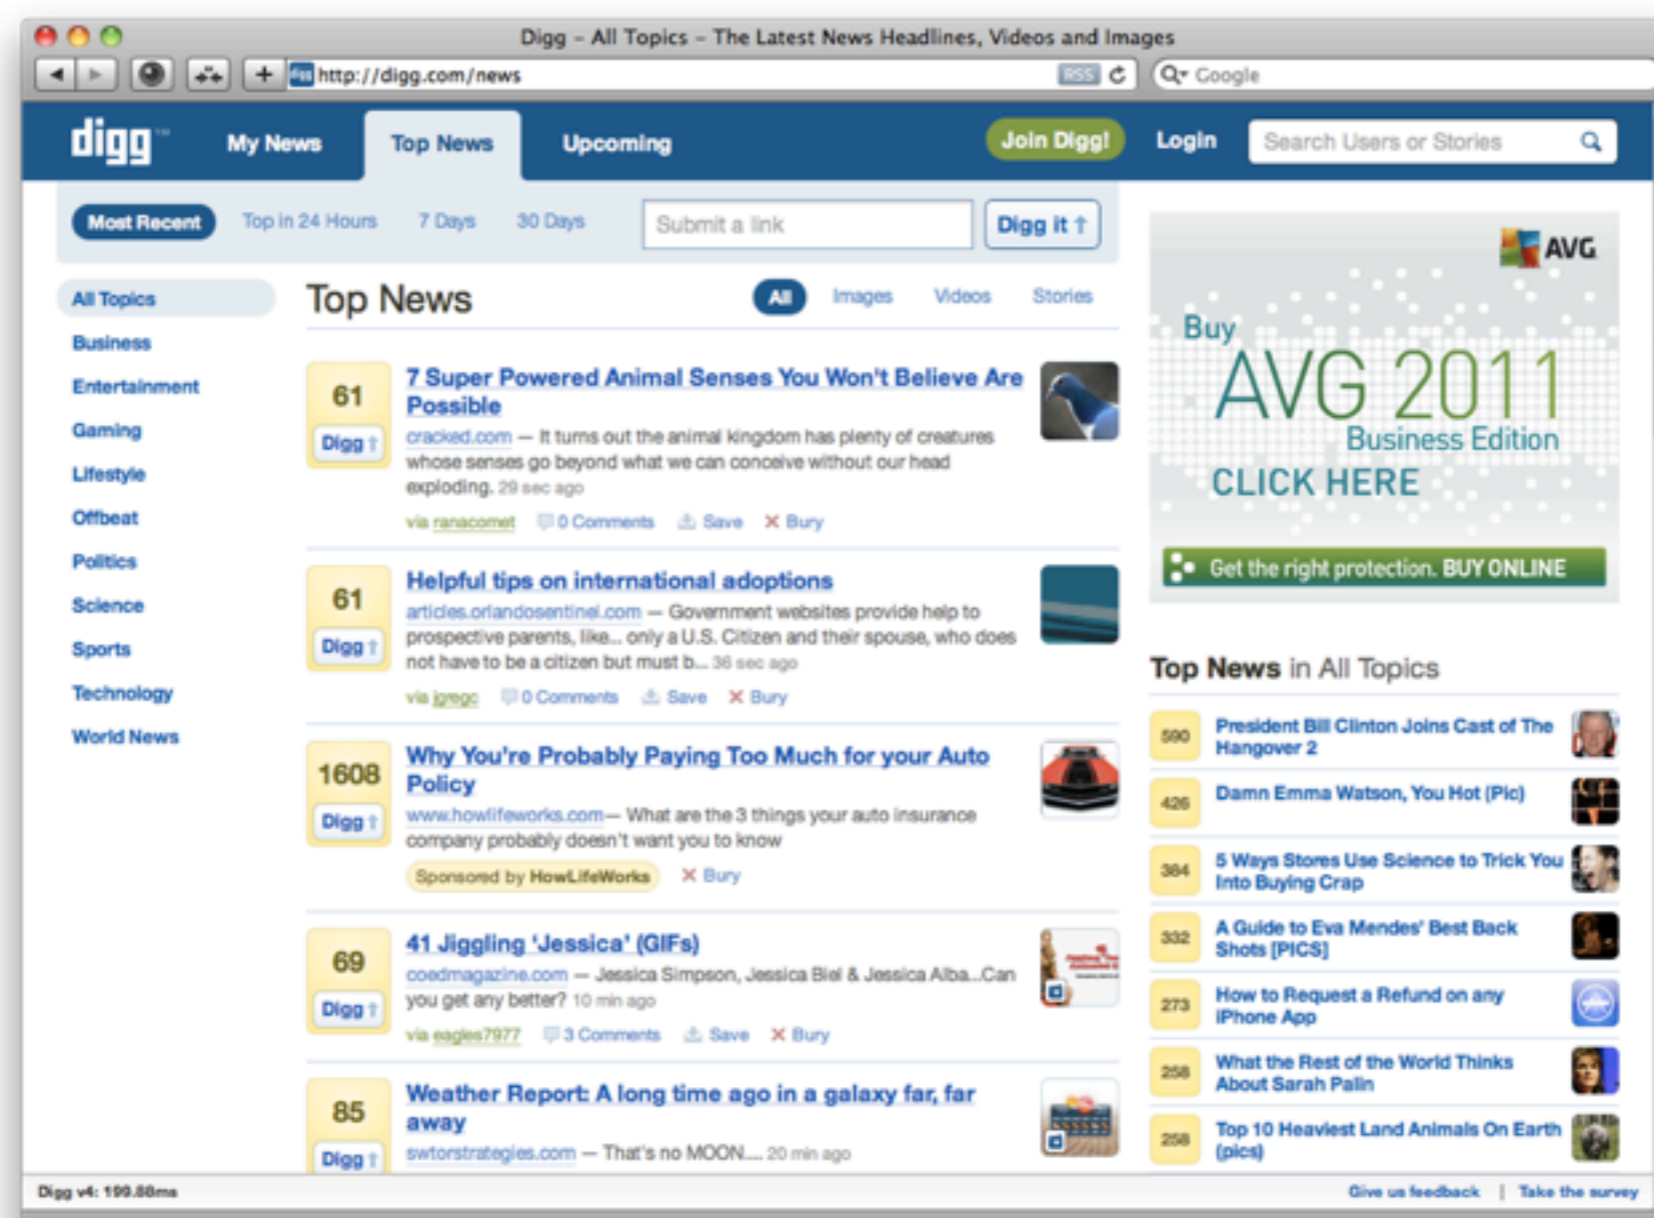 Digg – All Topics – The Latest News Headlines, Videos and Images
http://digg.com/news
RSS
Google
digg™
My News
Top News
Upcoming
Join Digg!
Login
Search Users or Stories
Most Recent
Top in 24 Hours
7 Days
30 Days
Submit a link
Digg it ↑
All Topics
Business
Entertainment
Gaming
Lifestyle
Offbeat
Politics
Science
Sports
Technology
World News
Top News
All
Images
Videos
Stories
61
Digg ↑
7 Super Powered Animal Senses You Won't Believe Are
Possible
cracked.com — It turns out the animal kingdom has plenty of creatures
whose senses go beyond what we can conceive without our head
exploding. 29 sec ago
via ranacomet 0 Comments Save Bury
61
Digg ↑
Helpful tips on international adoptions
articles.orlandosentinel.com — Government websites provide help to
prospective parents, like... only a U.S. Citizen and their spouse, who does
not have to be a citizen but must b... 36 sec ago
via jgregc 0 Comments Save Bury
1608
Digg ↑
Why You're Probably Paying Too Much for your Auto
Policy
www.howlifeworks.com— What are the 3 things your auto insurance
company probably doesn't want you to know
Sponsored by HowLifeWorks Bury
69
Digg ↑
41 Jiggling 'Jessica' (GIFs)
coedmagazine.com — Jessica Simpson, Jessica Biel & Jessica Alba...Can
you get any better? 10 min ago
via eagles7977 3 Comments Save Bury
85
Digg ↑
Weather Report: A long time ago in a galaxy far, far
away
swtorstrategies.com — That's no MOON.... 20 min ago
AVG
Buy
AVG 2011
Business Edition
CLICK HERE
Get the right protection. BUY ONLINE
Top News in All Topics
590
President Bill Clinton Joins Cast of The
Hangover 2
426
Damn Emma Watson, You Hot (Pic)
384
5 Ways Stores Use Science to Trick You
Into Buying Crap
332
A Guide to Eva Mendes' Best Back
Shots [PICS]
273
How to Request a Refund on any
iPhone App
258
What the Rest of the World Thinks
About Sarah Palin
258
Top 10 Heaviest Land Animals On Earth
(pics)
Digg v4: 199.88ms
Give us feedback | Take the survey